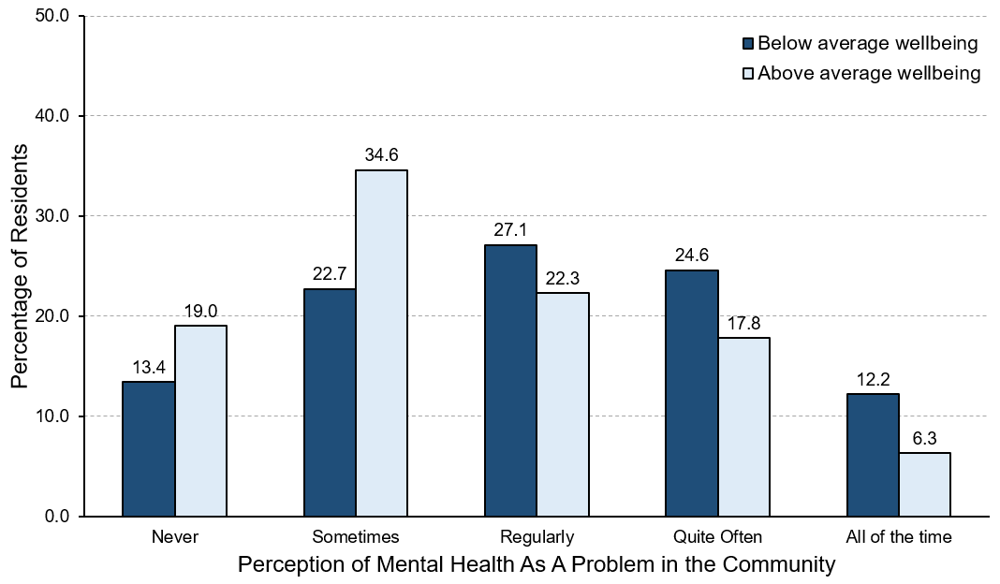 50.0
Below average wellbeing
Above average wellbeing
40.0
34.6
30.0
27.1
24.6
22.7
22.3
20.0
19.0
17.8
13.4
12.2
10.0
6.3
0.0
Never
Sometimes
Regularly
Quite Often
All of the time
Percentage of Residents
Perception of Mental Health As A Problem in the Community